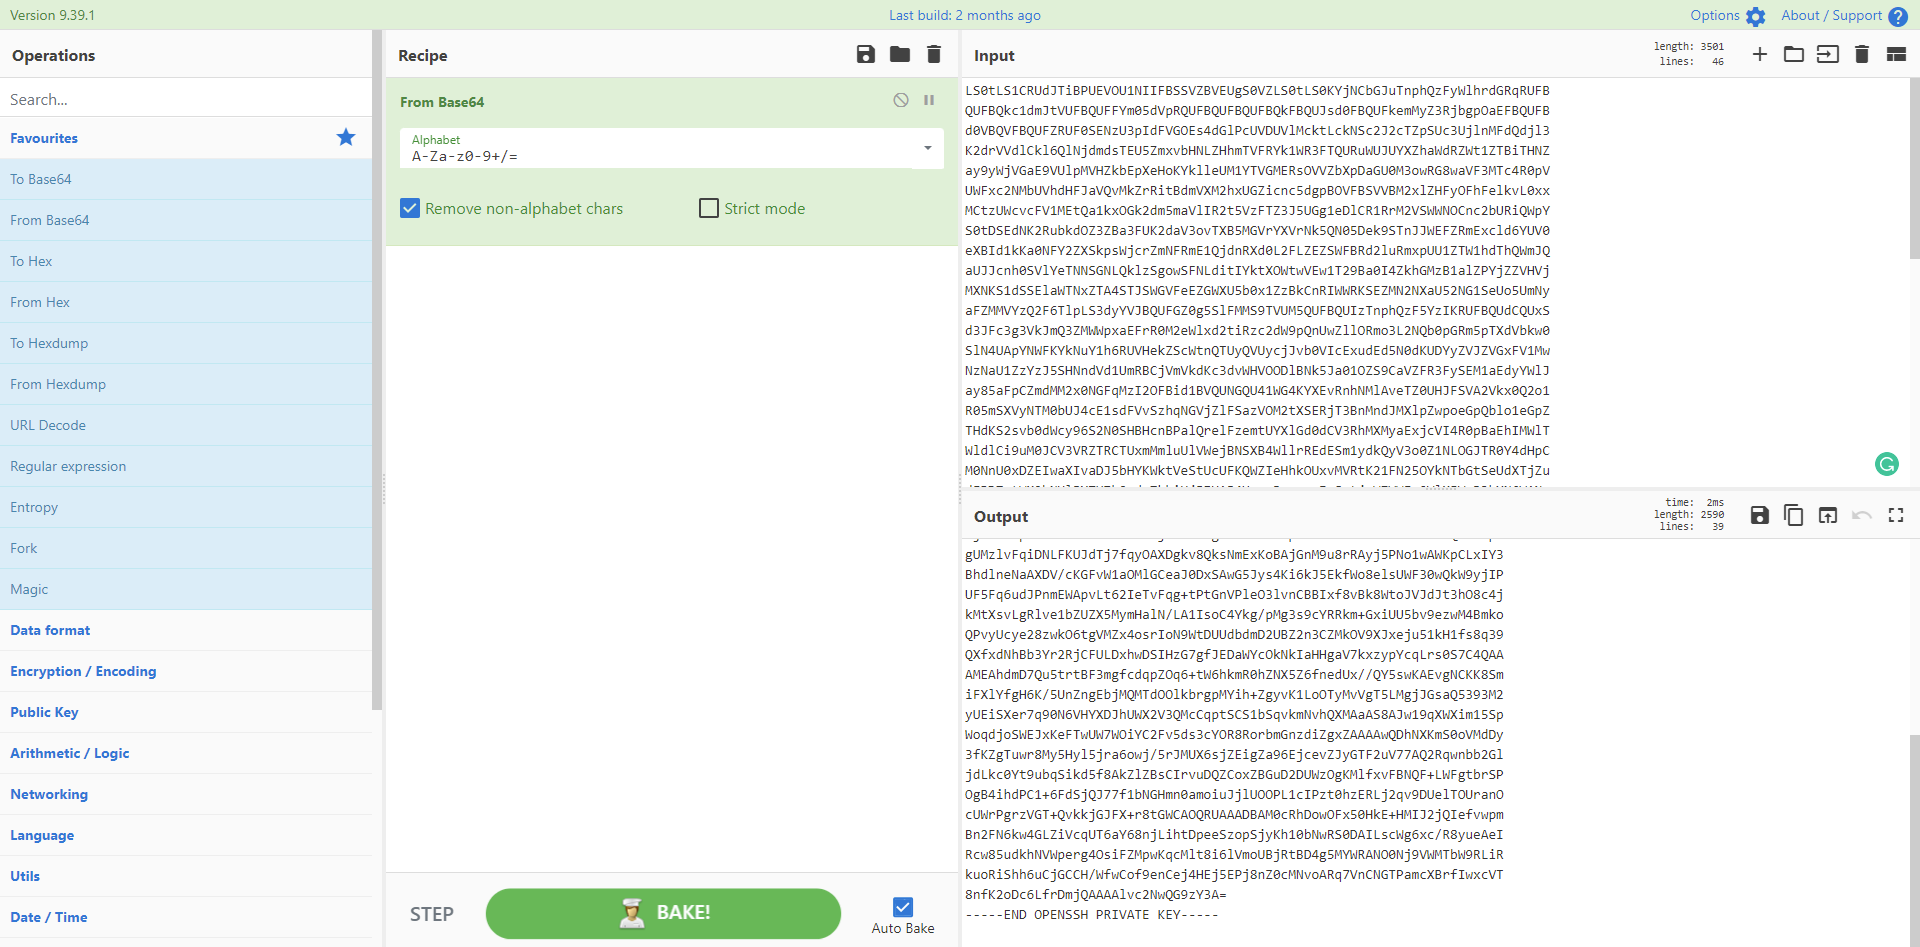 Version 9.39.1
Last build: 2 months ago
Options
About / Support
Operations
Search...
Favourites
To Base64
From Base64
To Hex
From Hex
To Hexdump
From Hexdump
URL Decode
Regular expression
Entropy
Fork
Magic
Data format
Encryption / Encoding
Public Key
Arithmetic / Logic
Networking
Language
Utils
Date / Time
Recipe
From Base64
Alphabet
A-Za-z0-9+/=
Remove non-alphabet chars
Strict mode
STEP
BAKE!
Auto Bake
Input
length: 3501
lines: 46
LS0tLS1CRUdJTiBPUEVOU1NIIFBSSVZBVEUgS0VZLS0tLS0KYjNCbGJuTnphQzFyWlhrdGRqRUFB
QUFBQkc1dmJtVUFBQUFFYm05dVpRQUFBQUFBQUFBQkFBQUJsd0FBQUFkemMyZ3RjbgpOaEFBQUFB
d0VBQVFBQUFZRUF0SENzU3pIdFVGOEs4dGlPcUVDUVlMcktLckNSc2J2cTZpSUc3UjlnMFdQdjl3
K2drVVdlCkl6QlNjdmdsTEU5ZmxvbHNLZHhmTVFRYk1WR3FTQURuWUJUYXZhaWdRZWt1ZTBiTHNZ
ay9yWjVGaE9VUlpMVHZkbEpXeHoKYklleUM1YTVGMERsOVVZbXpDaGU0M3owRG8waVF3MTc4R0pV
UWFxc2NMbUVhdHFJaVQvMkZrRitBdmVXM2hxUGZicnc5dgpBOVFBSVVBM2xlZHFyOFhFelkvL0xx
MCtzUWcvcFV1MEtQa1kxOGk2dm5maVlIR2t5VzFTZ3J5UGg1eDlCR1RrM2VSWWNOCnc2bURiQWpY
S0tDSEdNK2RubkdOZ3ZBa3FUK2daV3ovTXB5MGVrYXVrNk5QN05Dek9STnJJWEFZRmExcld6YUV0
eXBId1kKa0NFY2ZXSkpsWjcrZmNFRmE1QjdnRXd0L2FLZEZSWFBRd2luRmxpUU1ZTW1hdThQWmJQ
aUJJcnh0SVlYeTNNSGNLQklzSgowSFNLditIYktXOWtwVEw1T29Ba0I4ZkhGMzB1alZPYjZZVHVj
MXNKS1dSSElaWTNxZTA4STJSWGVFeEZGWXU5b0x1ZzBkCnRIWWRKSEZMN2NXaU52NG1SeUo5UmNy
aFZMMVYzQ2F6TlpLS3dyYVJBQUFGZ0g5SlFMMS9TVUM5QUFBQUIzTnphQzF5YzIKRUFBQUdCQUxS
d3JFc3g3VkJmQ3ZMWWpxaEFrR0M2eWlxd2tiRzc2dW9pQnUwZllORmo3L2NQb0pGRm5pTXdVbkw0
SlN4UApYNWFKYkNuY1h6RUVHekZScWtnQTUyQVUycjJvb0VIcExudEd5N0dKUDYyZVJZVGxFV1Mw
NzNaU1ZzYzJ5SHNndVd1UmRBCjVmVkdKc3dvWHVOODlBNk5Ja01OZS9CaVZFR3FySEM1aEdyYWlJ
ay85aFpCZmdMM2x0NGFqMzI2OFBid1BVQUNGQU41WG4KYXEvRnhNMlAveTZ0UHJFSVA2Vkx0Q2o1
R05mSXVyNTM0bUJ4cE1sdFVvSzhqNGVjZlFSazVOM2tXSERjT3BnMndJMXlpZwpoeGpQblo1eGpZ
THdKS2svb0dWcy96S2N0SHBHcnBPalQrelFzemtUYXlGd0dCV3RhMXMyaExjcVI4R0pBaEhIMWlT
WldlCi9uM0JCV3VRZTRCTUxmMmluUlVWejBNSXB4WllrREdESm1ydkQyV3o0Z1NLOGJTR0Y4dHpC
M0NnU0xDZEIwaXIvaDJ5bHYKWktVeStUcUFKQWZIeHhkOUxvMVRtK21FN25OYkNTbGtSeUdXTjZu
Output
time: 2ms
length: 2590
lines: 39
gUMzlvFqiDNLFKUJdTj7fqyOAXDgkv8QksNmExKoBAjGnM9u8rRAyj5PNo1wAWKpCLxIY3
BhdlneNaAXDV/cKGFvW1aOMlGCeaJ0DxSAwG5Jys4Ki6kJ5EkfWo8elsUWF30wQkW9yjIP
UF5Fq6udJPnmEWApvLt62IeTvFqg+tPtGnVPleO3lvnCBBIxf8vBk8WtoJVJdJt3hO8c4j
kMtXsvLgRlve1bZUZX5MymHalN/LA1IsoC4Ykg/pMg3s9cYRRkm+GxiUU5bv9ezwM4Bmko
QPvyUcye28zwkO6tgVMZx4osrIoN9WtDUUdbdmD2UBZ2n3CZMkOV9XJxeju51kH1fs8q39
QXfxdNhBb3Yr2RjCFULDxhwDSIHzG7gfJEDaWYcOkNkIaHHgaV7kxzypYcqLrs0S7C4QAA
AMEAhdmD7Qu5trtBF3mgfcdqpZOq6+tW6hkmR0hZNX5Z6fnedUx//QY5swKAEvgNCKK8Sm
iFXlYfgH6K/5UnZngEbjMQMTdOOlkbrgpMYih+ZgyvK1LoOTyMvVgT5LMgjJGsaQ5393M2
yUEiSXer7q90N6VHYXDJhUWX2V3QMcCqptSCS1bSqvkmNvhQXMAaAS8AJw19qXWXim15Sp
WoqdjoSWEJxKeFTwUW7WOiYC2Fv5ds3cYOR8RorbmGnzdiZgxZAAAAwQDhNXKmS0oVMdDy
3fKZgTuwr8My5Hyl5jra6owj/5rJMUX6sjZEigZa96EjcevZJyGTF2uV77AQ2Rqwnbb2Gl
jdLkc0Yt9ubqSikd5f8AkZlZBsCIrvuDQZCoxZBGuD2DUWzOgKMlfxvFBNQF+LWFgtbrSP
OgB4ihdPC1+6FdSjQJ77f1bNGHmn0amoiuJjlUOOPL1cIPzt0hzERLj2qv9DUelTOUranO
cUWrPgrzVGT+QvkkjGJFX+r8tGWCAOQRUAAADBAM0cRhDowOFx50HkE+HMIJ2jQIefvwpm
Bn2FN6kw4GLZiVcqUT6aY68njLihtDpeeSzopSjyKh10bNwRS0DAILscWg6xc/R8yueAeI
Rcw85udkhNVWperg4OsiFZMpwKqcMlt8i6lVmoUBjRtBD4g5MYWRANO0Nj9VWMTbW9RLiR
kuoRiShh6uCjGCCH/WfwCof9enCej4HEj5EPj8nZ0cMNvoARq7VnCNGTPamcXBrfIwxcVT
8nfK2oDc6LfrDmjQAAAAlvc2NwQG9zY3A=
-----END OPENSSH PRIVATE KEY-----